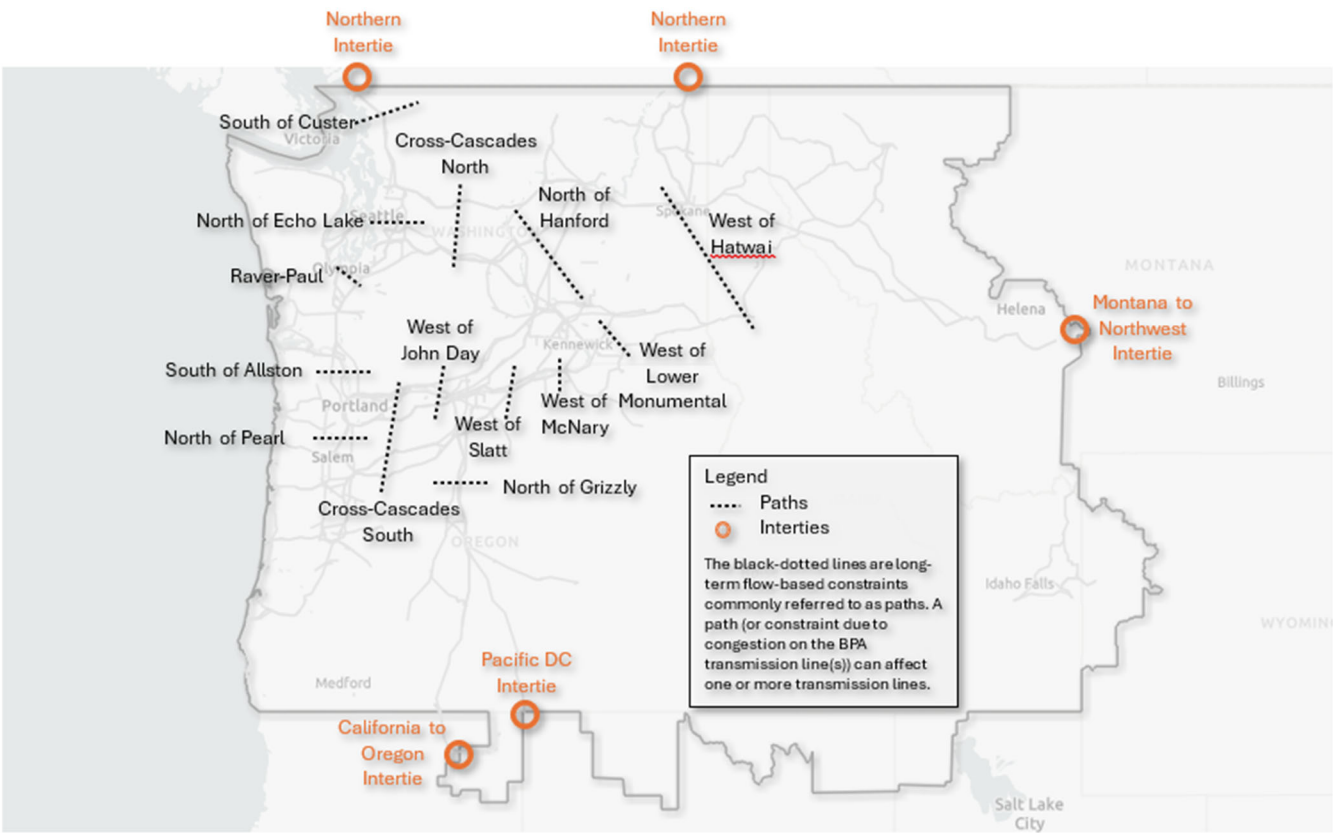 Northern
Intertie
Northern
Intertie
South of Custer
Victoria
Cross-Cascades
North
North of
Hanford
North of Echo Lake
Seattle
WASHINGTON
Spokane
West of
Hatwai
Raver-Paul
Olympia
MONTANA
Helena
Montana to
Northwest
Intertie
West of
John Day
Kennewick
West of
Lower
Monumental
South of Allston
Billings
Portland
West of
McNary
West of
Slatt
North of Pearl
Salem
North of Grizzly
Cross-Cascades
South
OREGON
Legend
Paths
Interties
The black-dotted lines are long-
term flow-based constraints
commonly referred to as paths. A
path (or constraint due to
congestion on the BPA
transmission line(s)) can affect
one or more transmission lines.
Idaho Falls
WYOMIN
Pacific DC
Intertie
Medford
California to
Oregon
Intertie
Salt Lake
City